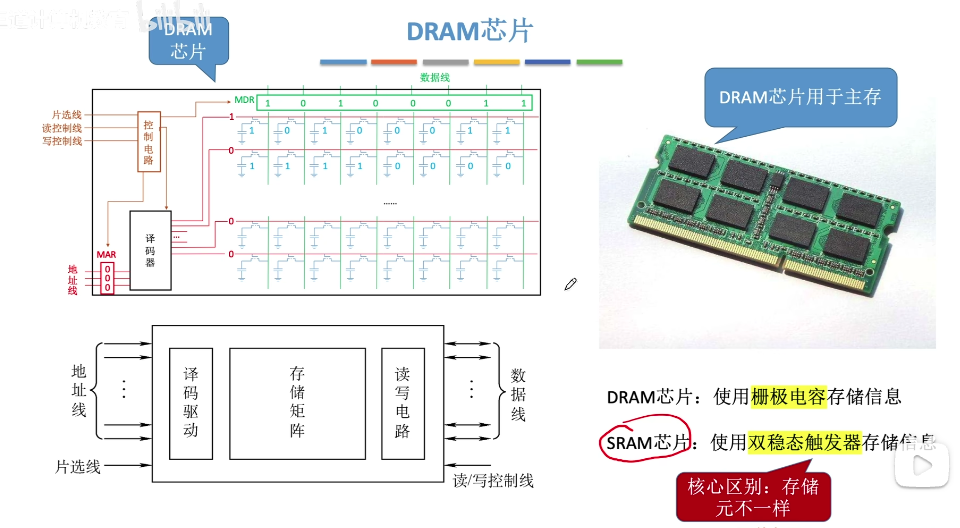 DRAM芯片
DRAM
芯片
数据线
MDR
1 0 1 0 0 0 1 1
片选线
读控制线
写控制线
控制电路
1
1 0 1 0 0 0 1 1
0
1 1 1 0 0 0 0 0
......
0
0
译码器
...
MAR
地址线
0
0
0
DRAM芯片用于主存
地址线
译码驱动
存储矩阵
读写电路
数据线
片选线
读/写控制线
DRAM芯片：使用栅极电容存储信息
SRAM芯片：使用双稳态触发器存储信息
核心区别：存储
元不一样